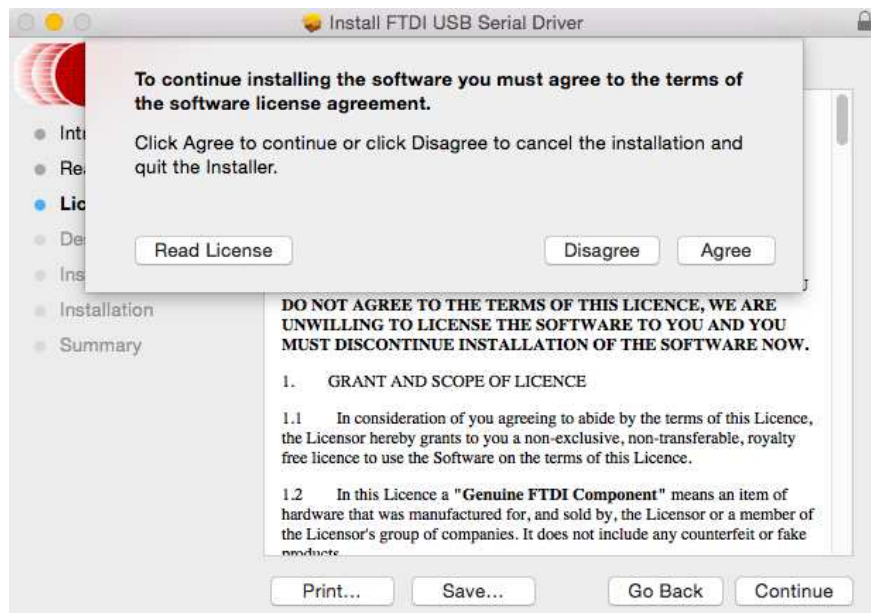 Install FTDI USB Serial Driver
To continue installing the software you must agree to the terms of
the software license agreement.
Click Agree to continue or click Disagree to cancel the installation and
quit the Installer.
Read License
Disagree
Agree
Installation
Summary
DO NOT AGREE TO THE TERMS OF THIS LICENCE, WE ARE
UNWILLING TO LICENSE THE SOFTWARE TO YOU AND YOU
MUST DISCONTINUE INSTALLATION OF THE SOFTWARE NOW.
1. GRANT AND SCOPE OF LICENCE
1.1 In consideration of you agreeing to abide by the terms of this Licence,
the Licensor hereby grants to you a non-exclusive, non-transferable, royalty
free licence to use the Software on the terms of this Licence.
1.2 In this Licence a "Genuine FTDI Component" means an item of
hardware that was manufactured for, and sold by, the Licensor or a member of
the Licensor's group of companies. It does not include any counterfeit or fake
products
Print...
Save...
Go Back
Continue